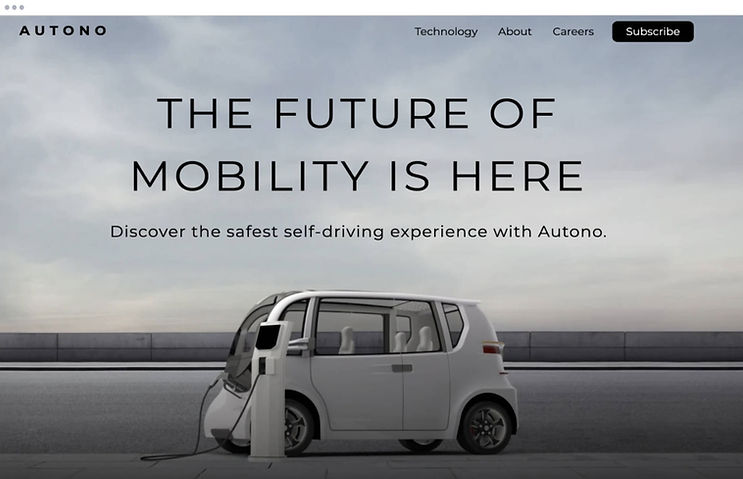 AUTONO
Technology About Careers Subscribe
THE FUTURE OF
MOBILITY IS HERE
Discover the safest self-driving experience with Autono.